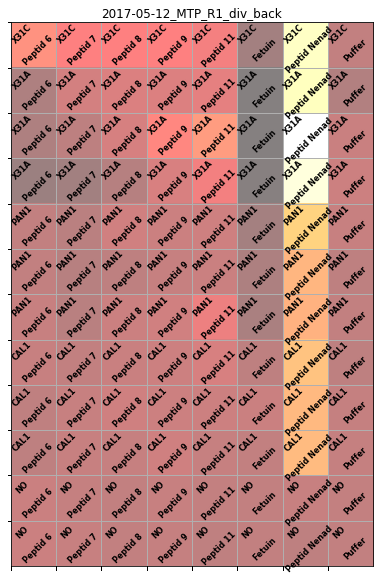 2017-05-12_MTP_R1_div_back
X31C Peptid 6 X31C Peptid 7 X31C Peptid 8 X31C Peptid 9 X31C Peptid 11 X31C Fetuin X31C Peptid Nenad X31C Puffer
X31A Peptid 6 X31A Peptid 7 X31A Peptid 8 X31A Peptid 9 X31A Peptid 11 X31A Fetuin X31A Peptid Nenad X31A Puffer
X31A Peptid 6 X31A Peptid 7 X31A Peptid 8 X31A Peptid 9 X31A Peptid 11 X31A Fetuin X31A Peptid Nenad X31A Puffer
X31A Peptid 6 X31A Peptid 7 X31A Peptid 8 X31A Peptid 9 X31A Peptid 11 X31A Fetuin X31A Peptid Nenad X31A Puffer
PAN1 Peptid 6 PAN1 Peptid 7 PAN1 Peptid 8 PAN1 Peptid 9 PAN1 Peptid 11 PAN1 Fetuin PAN1 Peptid Nenad PAN1 Puffer
PAN1 Peptid 6 PAN1 Peptid 7 PAN1 Peptid 8 PAN1 Peptid 9 PAN1 Peptid 11 PAN1 Fetuin PAN1 Peptid Nenad PAN1 Puffer
PAN1 Peptid 6 PAN1 Peptid 7 PAN1 Peptid 8 PAN1 Peptid 9 PAN1 Peptid 11 PAN1 Fetuin PAN1 Peptid Nenad PAN1 Puffer
CAL1 Peptid 6 CAL1 Peptid 7 CAL1 Peptid 8 CAL1 Peptid 9 CAL1 Peptid 11 CAL1 Fetuin CAL1 Peptid Nenad CAL1 Puffer
CAL1 Peptid 6 CAL1 Peptid 7 CAL1 Peptid 8 CAL1 Peptid 9 CAL1 Peptid 11 CAL1 Fetuin CAL1 Peptid Nenad CAL1 Puffer
CAL1 Peptid 6 CAL1 Peptid 7 CAL1 Peptid 8 CAL1 Peptid 9 CAL1 Peptid 11 CAL1 Fetuin CAL1 Peptid Nenad CAL1 Puffer
NO Peptid 6 NO Peptid 7 NO Peptid 8 NO Peptid 9 NO Peptid 11 NO Fetuin NO Peptid Nenad NO Puffer
NO Peptid 6 NO Peptid 7 NO Peptid 8 NO Peptid 9 NO Peptid 11 NO Fetuin NO Peptid Nenad NO Puffer